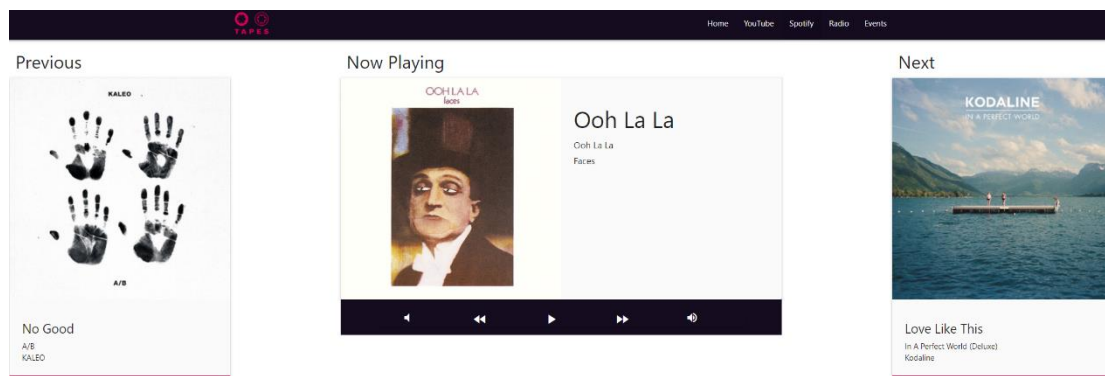 TAPES
Home YouTube Spotify Radio Events
Previous
KALEO
A/B
No Good
A/B
KALEO
Now Playing
OOH LA LA
faces
Ooh La La
Ooh La La
Faces
Next
KODALINE
IN A PERFECT WORLD
Love Like This
In A Perfect World (Deluxe)
Kodaline